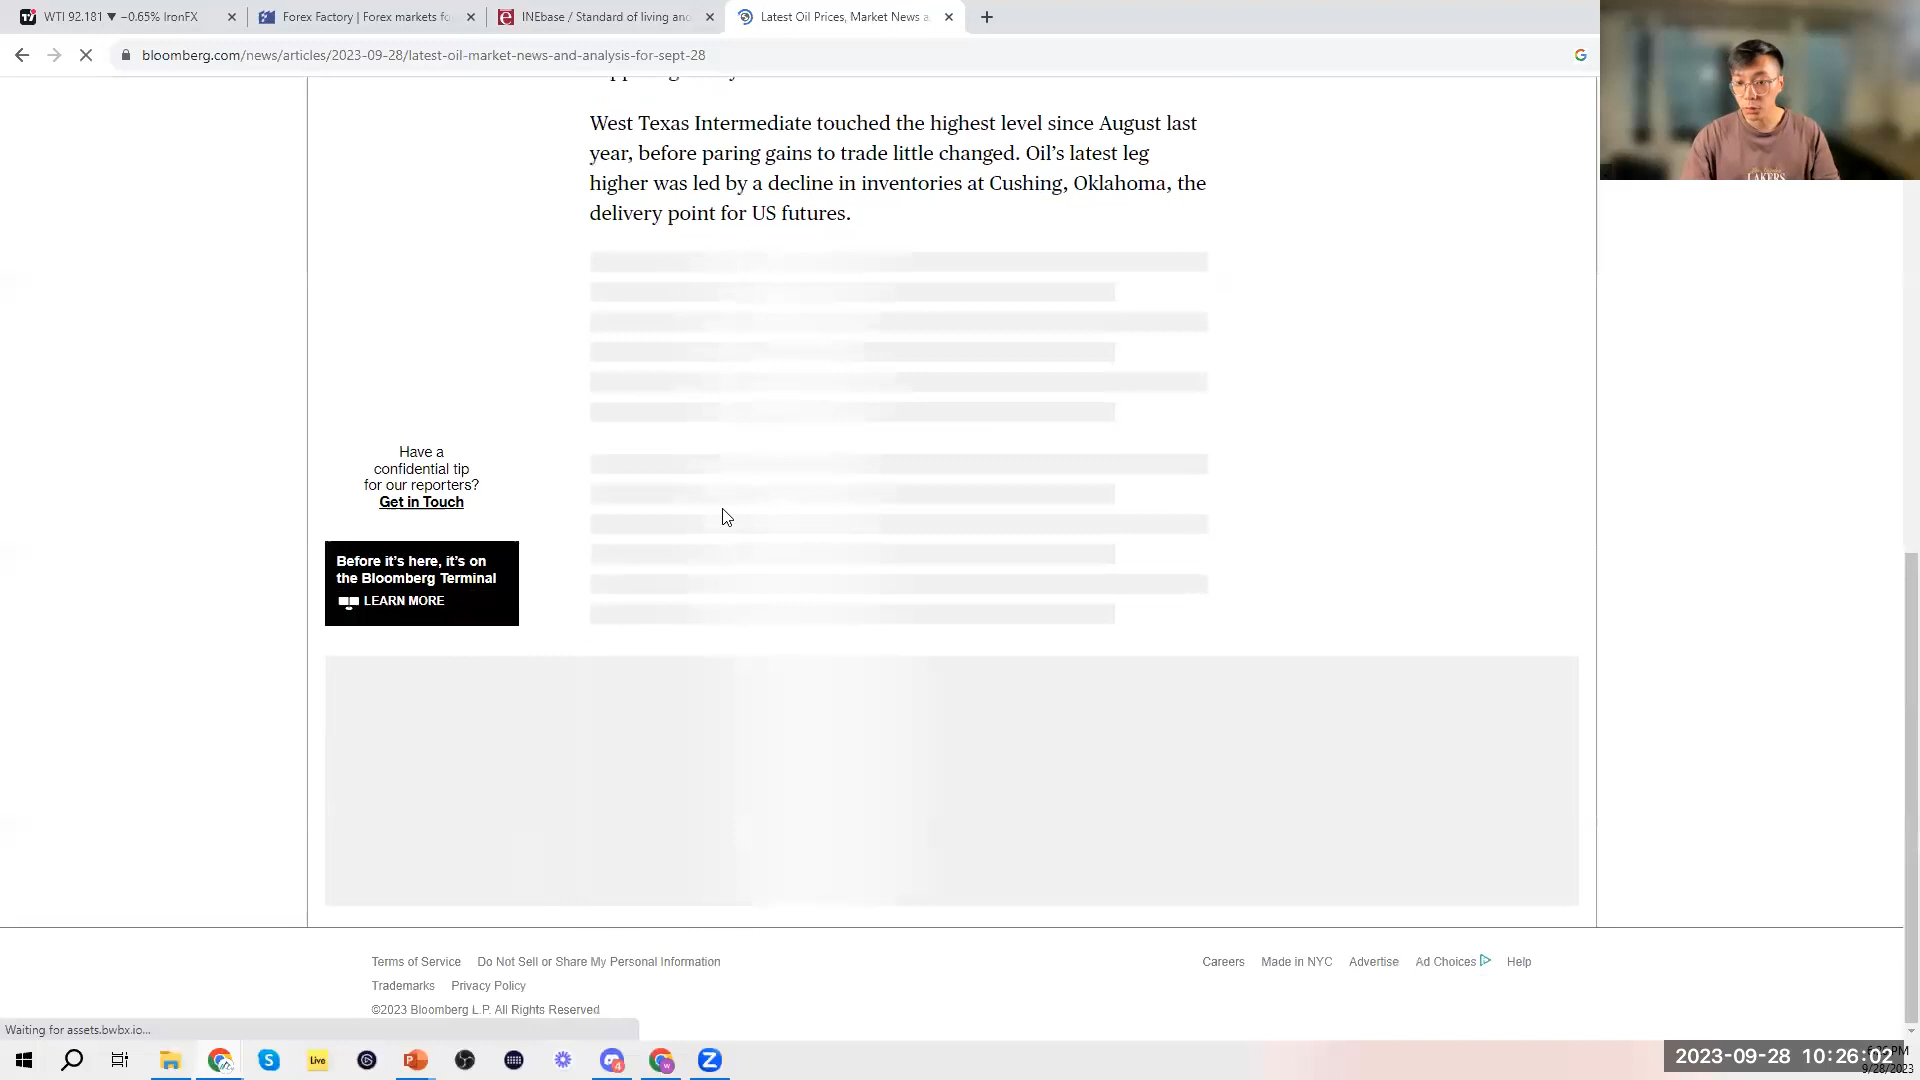 WTI 92.181 ▼ −0.65% IronFX
Forex Factory | Forex markets fo
INEbase / Standard of living and
Latest Oil Prices, Market News a
bloomberg.com/news/articles/2023-09-28/latest-oil-market-news-and-analysis-for-sept-28
West Texas Intermediate touched the highest level since August last
year, before paring gains to trade little changed. Oil’s latest leg
higher was led by a decline in inventories at Cushing, Oklahoma, the
delivery point for US futures.
Have a
confidential tip
for our reporters?
Get in Touch
Before it’s here, it’s on
the Bloomberg Terminal
LEARN MORE
Terms of Service Do Not Sell or Share My Personal Information
Trademarks Privacy Policy
©2023 Bloomberg L.P. All Rights Reserved
Careers Made in NYC Advertise Ad Choices Help
Waiting for assets.bwbx.io...
Live
2023-09-28 10:26:02
PM
9/28/2023
LAKERS